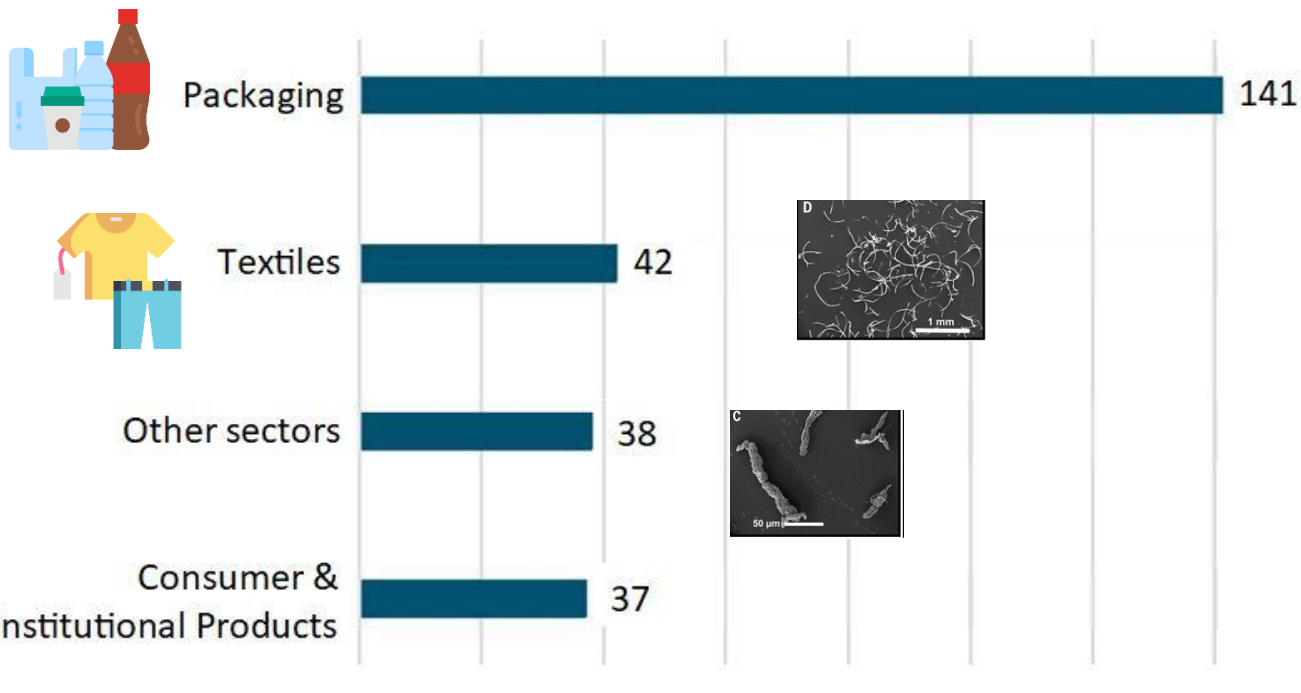 Packaging
141
D
1 mm
Textiles
42
C
50 µm
Other sectors
38
Consumer &
nstitutional Products
37